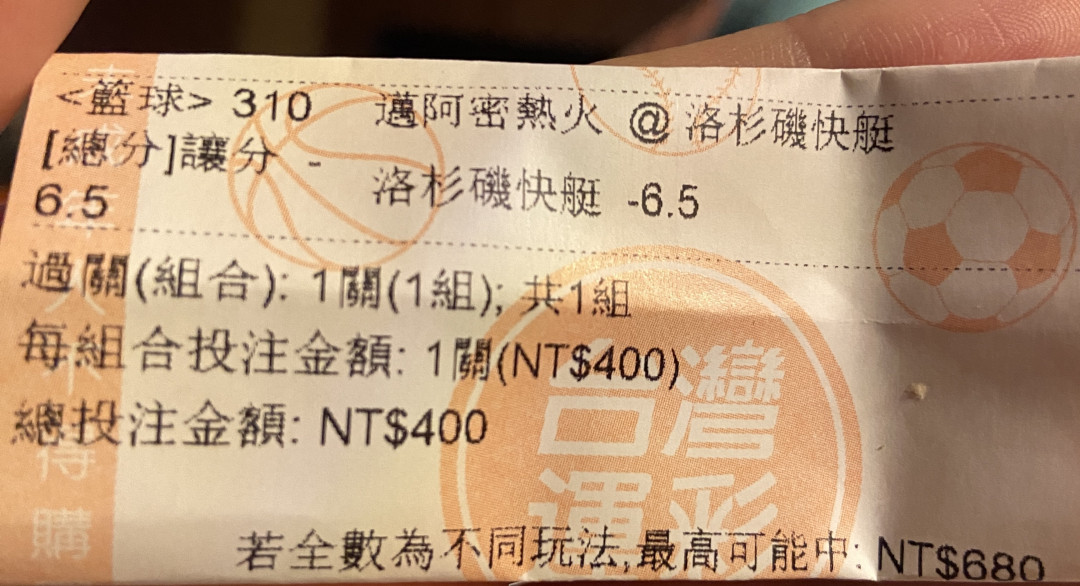 <籃球> 310 邁阿密熱火 @ 洛杉磯快艇
[總分]讓分 -
6.5 洛杉磯快艇 -6.5
過關(組合): 1關(1組); 共1組
每組合投注金額: 1關(NT$400)
總投注金額: NT$400
若全數為不同玩法,最高可能中: NT$680
台灣
運彩
得購